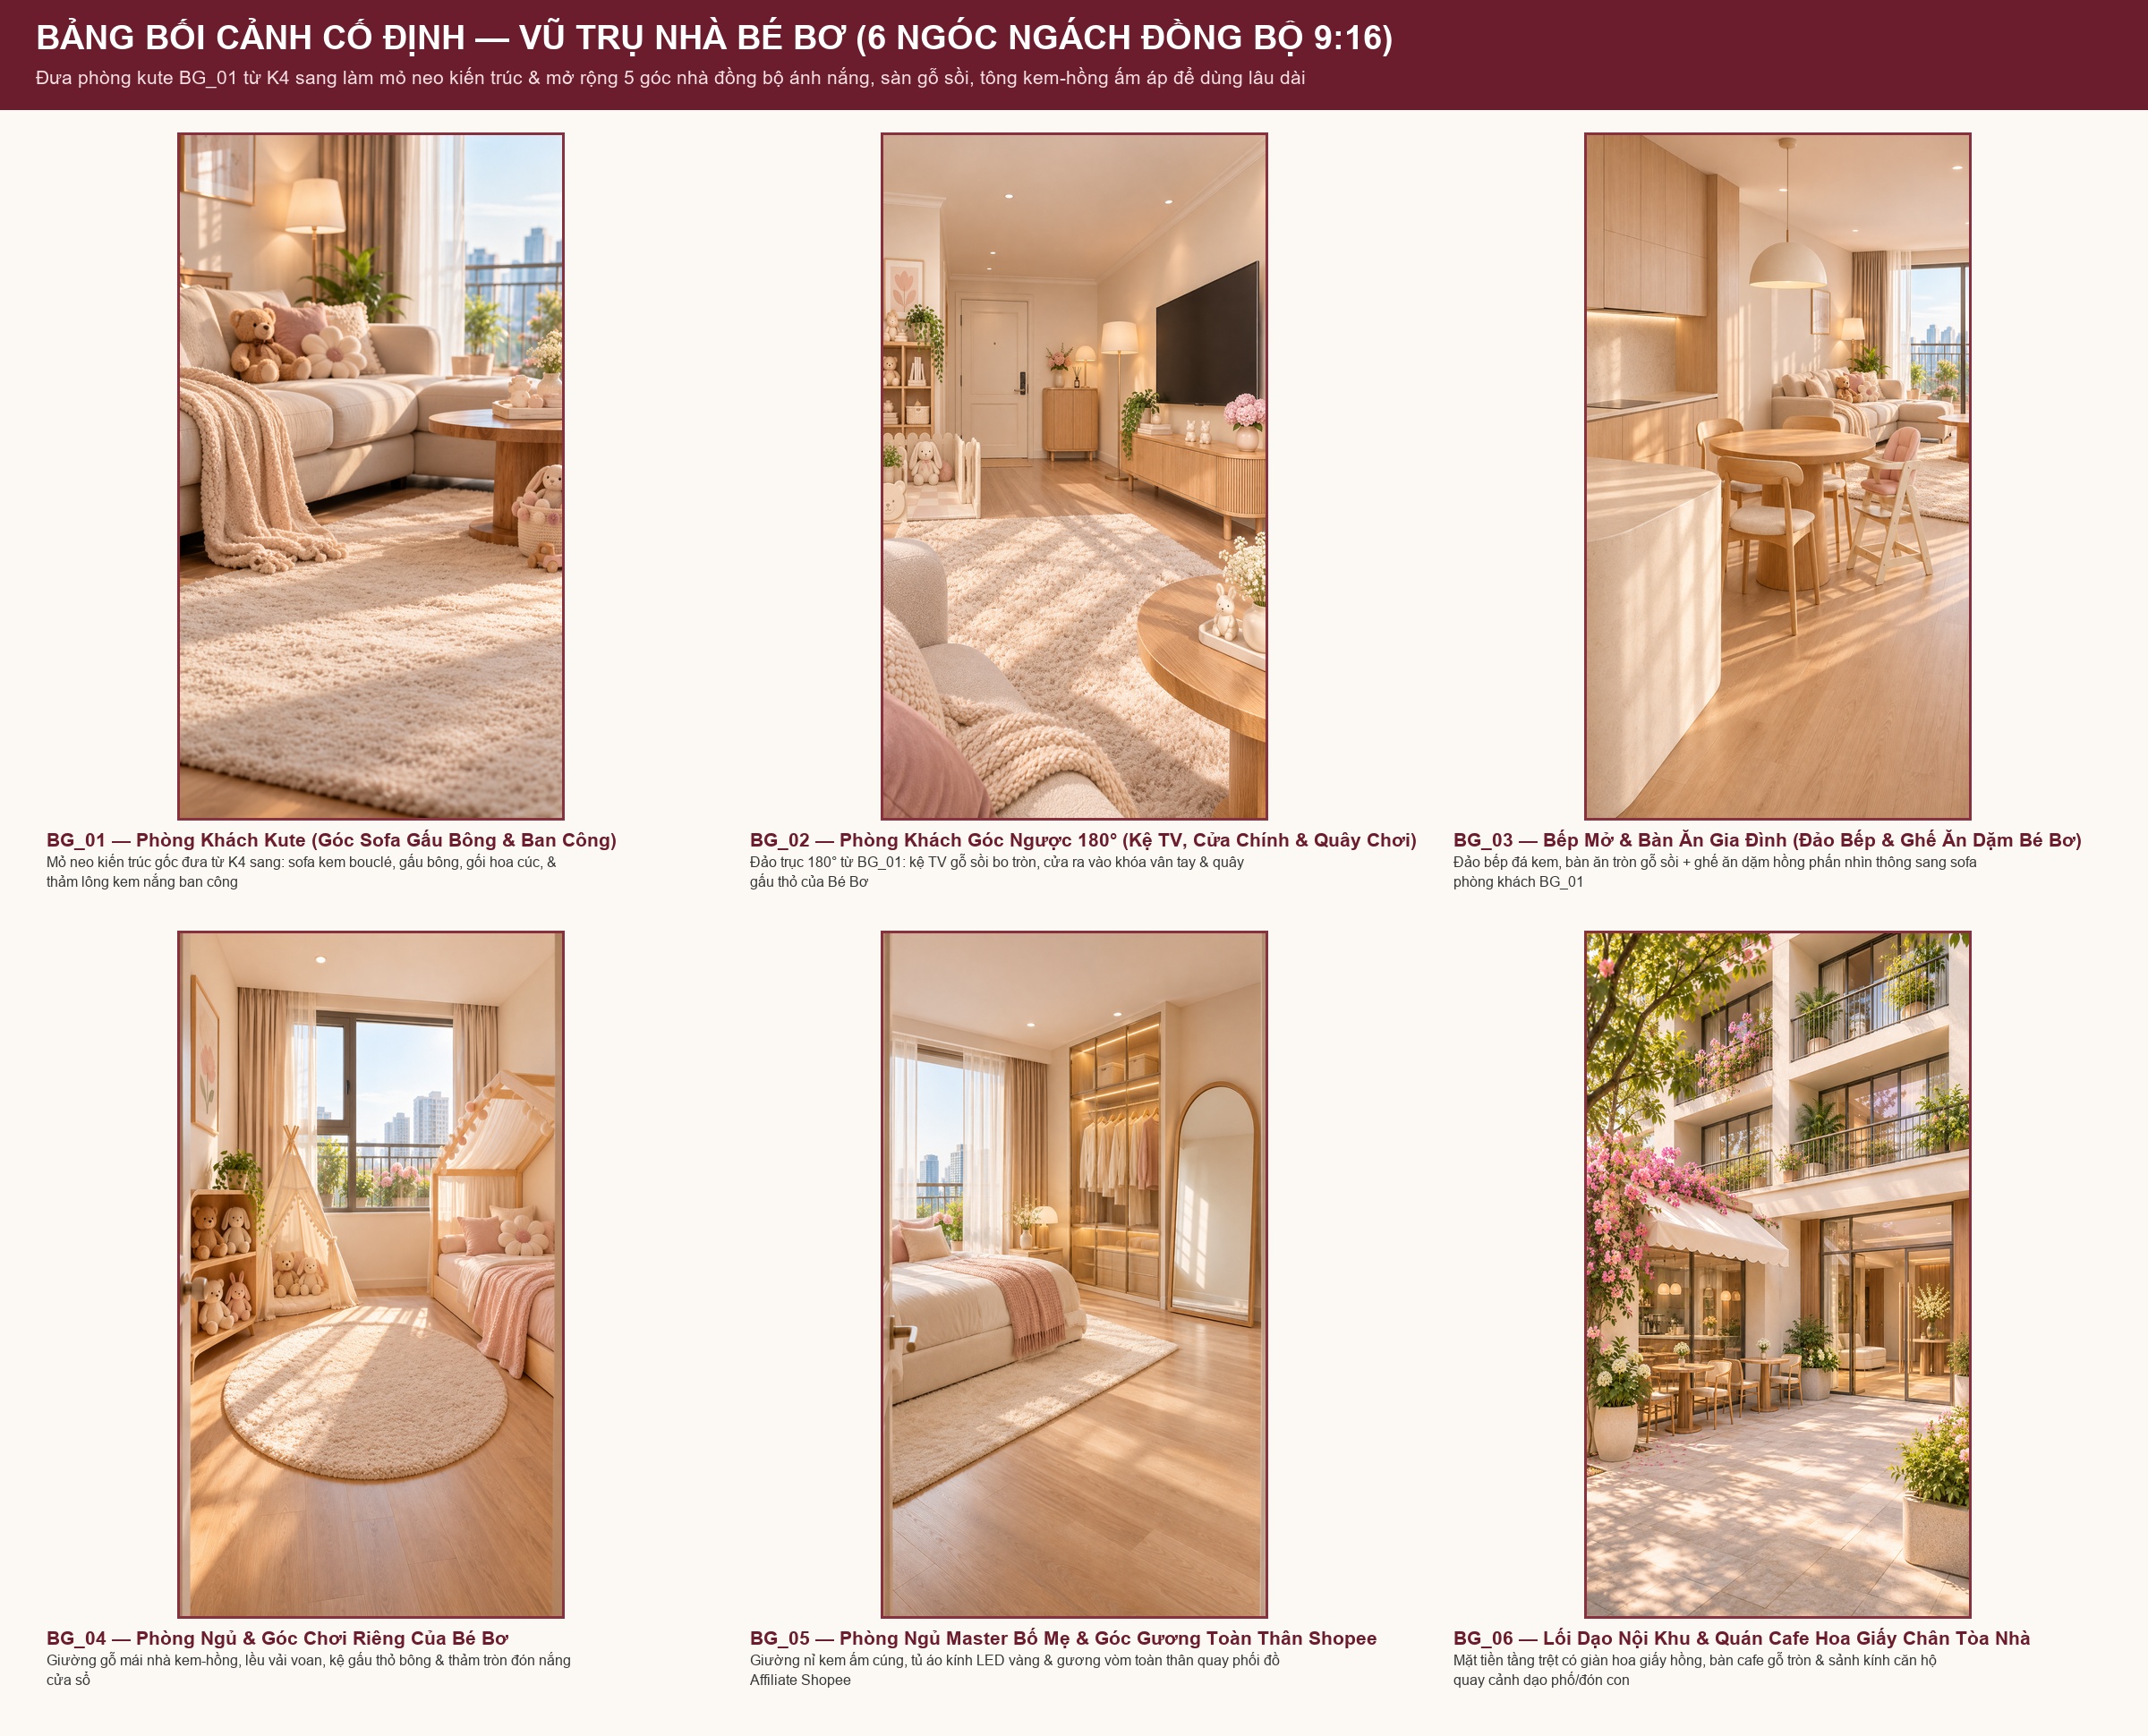 BẢNG BỐI CẢNH CỐ ĐỊNH — VŨ TRỤ NHÀ BÉ BƠ (6 NGÓC NGÁCH ĐỒNG BỘ 9:16)
Đưa phòng kute BG_01 từ K4 sang làm mỏ neo kiến trúc & mở rộng 5 góc nhà đồng bộ ánh nắng, sàn gỗ sồi, tông kem-hồng ấm áp để dùng lâu dài
BG_01 — Phòng Khách Kute (Góc Sofa Gấu Bông & Ban Công)
Mỏ neo kiến trúc gốc đưa từ K4 sang: sofa kem bouclé, gấu bông, gối hoa cúc, &
thảm lông kem nắng ban công
BG_02 — Phòng Khách Góc Ngược 180° (Kệ TV, Cửa Chính & Quây Chơi)
Đảo trục 180° từ BG_01: kệ TV gỗ sồi bo tròn, cửa ra vào khóa vân tay & quây
gấu thỏ của Bé Bơ
BG_03 — Bếp Mở & Bàn Ăn Gia Đình (Đảo Bếp & Ghế Ăn Dặm Bé Bơ)
Đảo bếp đá kem, bàn ăn tròn gỗ sồi + ghế ăn dặm hồng phấn nhìn thông sang sofa
phòng khách BG_01
BG_04 — Phòng Ngủ & Góc Chơi Riêng Của Bé Bơ
Giường gỗ mái nhà kem-hồng, lều vải voan, kệ gấu thỏ bông & thảm tròn đón nắng
cửa sổ
BG_05 — Phòng Ngủ Master Bố Mẹ & Góc Gương Toàn Thân Shopee
Giường nỉ kem ấm cúng, tủ áo kính LED vàng & gương vòm toàn thân quay phối đồ
Affiliate Shopee
BG_06 — Lối Dạo Nội Khu & Quán Cafe Hoa Giấy Chân Tòa Nhà
Mặt tiền tầng trệt có giàn hoa giấy hồng, bàn cafe gỗ tròn & sảnh kính căn hộ
quay cảnh dạo phố/đón con